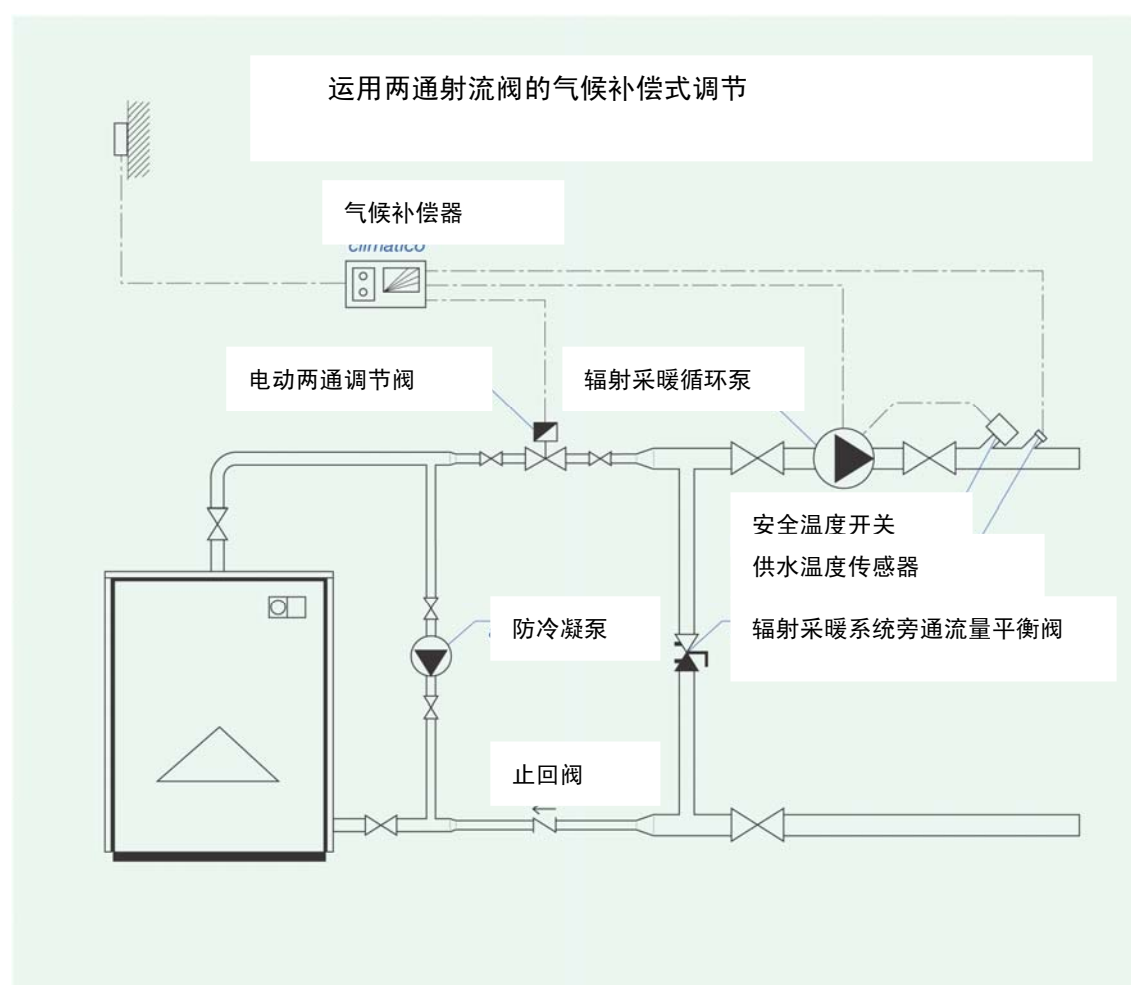 运用两通射流阀的气候补偿式调节
气候补偿器
climatico
电动两通调节阀
辐射采暖循环泵
安全温度开关
供水温度传感器
防冷凝泵
辐射采暖系统旁通流量平衡阀
止回阀